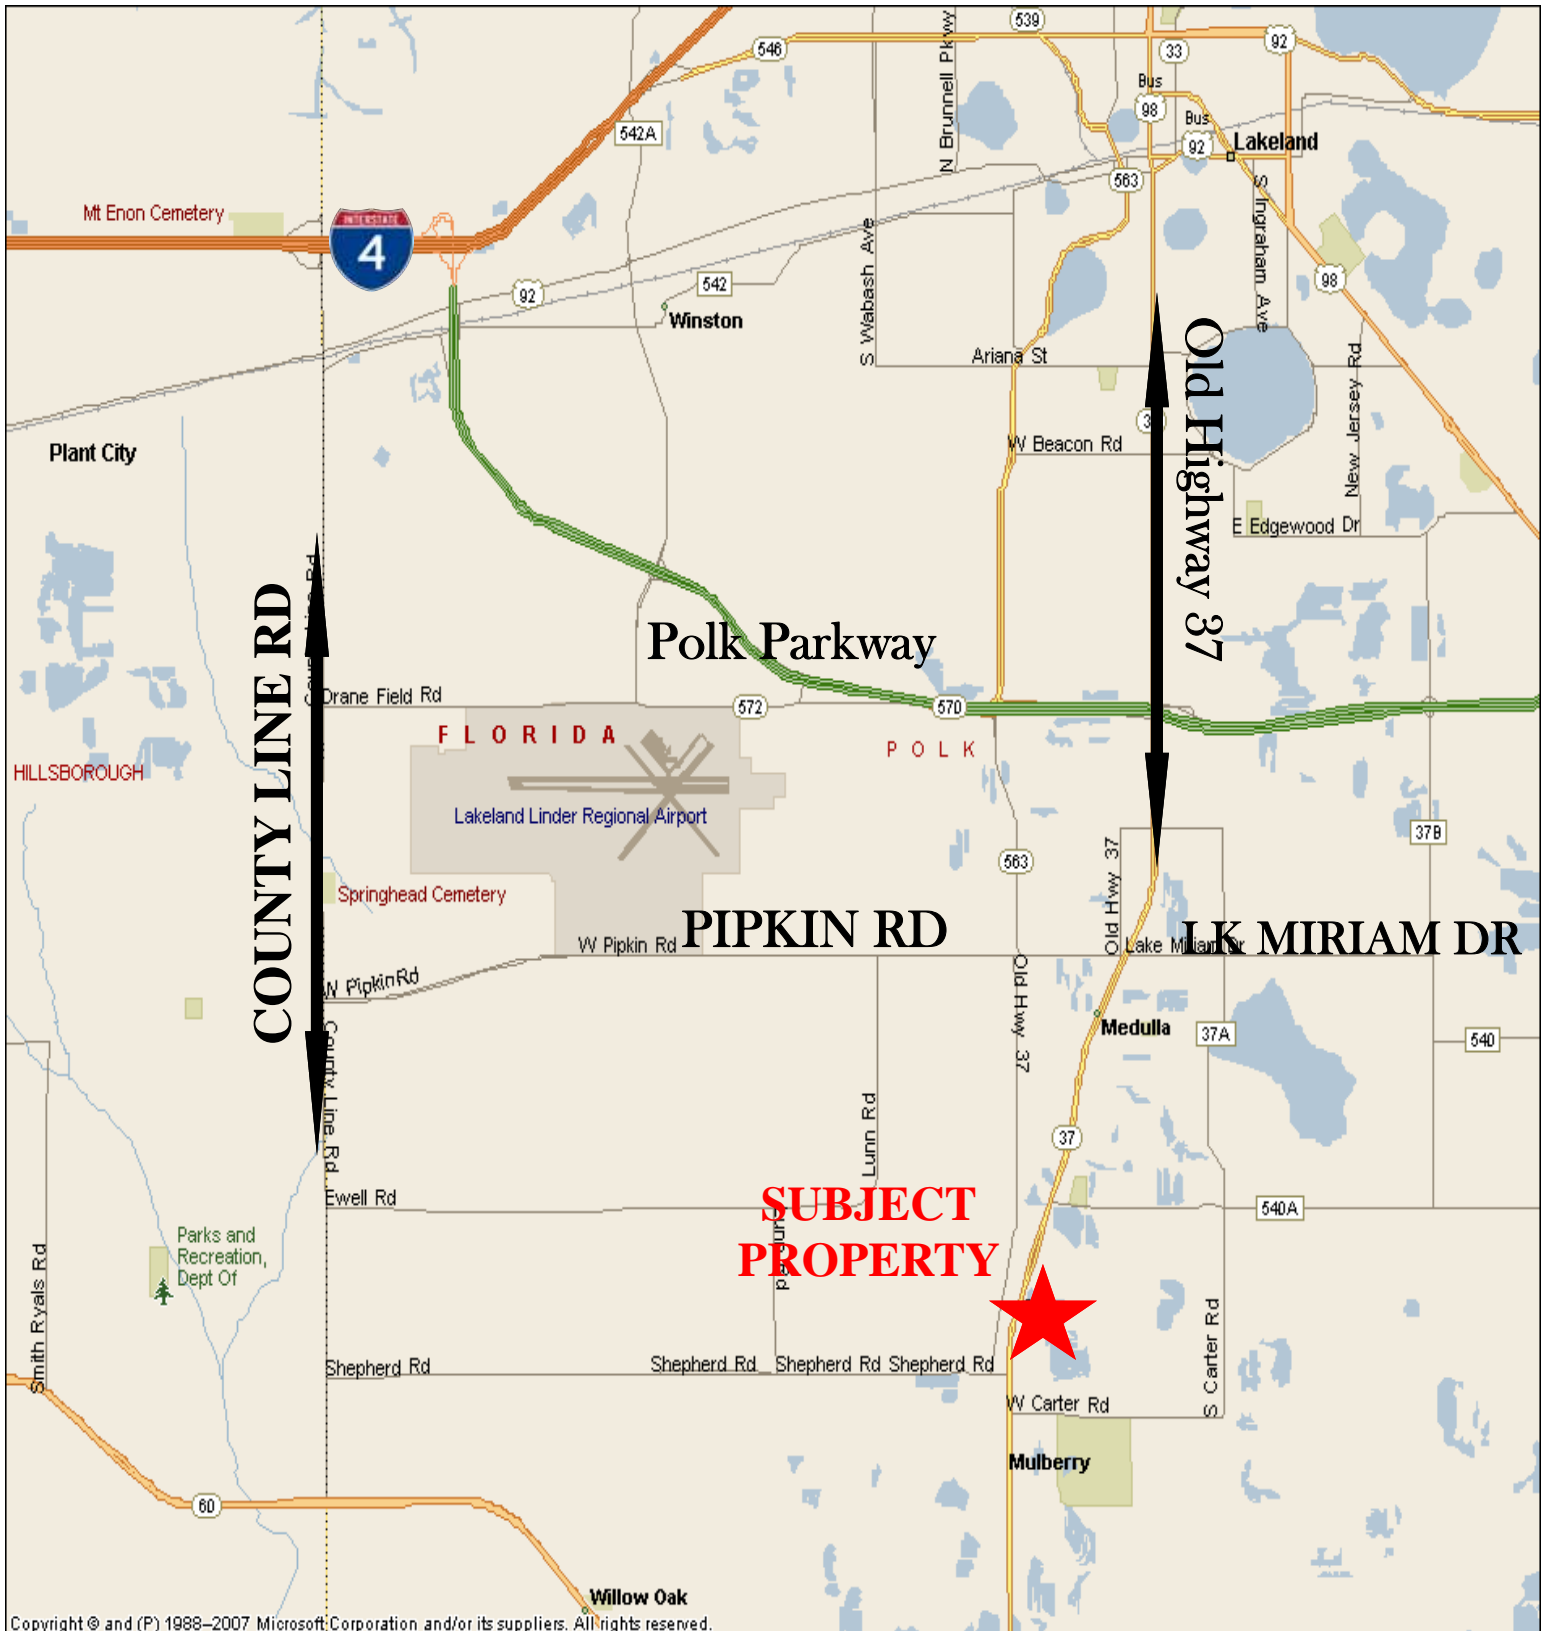 539
546
33
92
Bus
98
Bus
92
Lakeland
542A
N Brunnell Pkwy
563
S Ingraham Ave
Mt Enon Cemetery
INTERSTATE
4
S Wabash Ave
98
542
92
Winston
Old Highway 37
Ariana St
New Jersey Rd
W Beacon Rd
Plant City
E Edgewood Dr
COUNTY LINE RD
Polk Parkway
Drane Field Rd
572
570
FLORIDA
POLK
HILLSBOROUGH
Lakeland Linder Regional Airport
37B
563
Old Hwy 37
Springhead Cemetery
W Pipkin Rd
PIPKIN RD
Lake Miriam Dr
LK MIRIAM DR
W Pipkin Rd
Old Hwy 37
Medulla
37A
540
County Line Rd
Lunn Rd
37
SUBJECT
PROPERTY
Ewell Rd
540A
Parks and
Recreation,
Dept Of
Smith Ryals Rd
S Carter Rd
Shepherd Rd
Shepherd Rd
Shepherd Rd
Shepherd Rd
W Carter Rd
Mulberry
60
Willow Oak
Copyright © and (P) 1988–2007 Microsoft Corporation and/or its suppliers. All rights reserved.